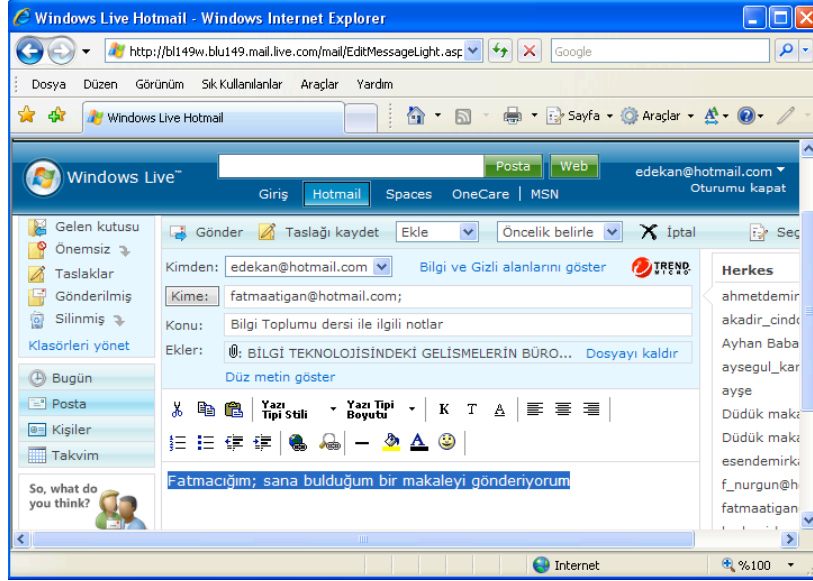 Windows Live Hotmail - Windows Internet Explorer
http://bl149w.blu149.mail.live.com/mail/EditMessageLight.asp
Google
Dosya Düzen Görünüm Sık Kullanılanlar Araçlar Yardım
Windows Live Hotmail
Sayfa Araçlar
Windows Live™
Posta Web
edekan@hotmail.com
Oturumu kapat
Giriş Hotmail Spaces OneCare | MSN
Gelen kutusu
Önemsiz
Taslaklar
Gönderilmiş
Silinmiş
Klasörleri yönet
Bugün
Posta
Kişiler
Takvim
So, what do
you think?
Gönder Taslağı kaydet Ekle Öncelik belirle İptal Seç
Kimden: edekan@hotmail.com Bilgi ve Gizli alanlarını göster TREND MICRO
Kime: fatmaatigan@hotmail.com;
Konu: Bilgi Toplumu dersi ile ilgili notlar
Ekler: : BİLGİ TEKNOLOJİSİNDEKİ GELİSMELERİN BÜRO... Dosyayı kaldır
Düz metin göster
Yazı Tipi Stili Yazı Tipi Boyutu K T A
A
Fatmacığım; sana bulduğum bir makaleyi gönderiyorum
Herkes
ahmetdemir
akadir_cindo
Ayhan Baba
aysegul_kar
ayşe
Düdük maka
Düdük maka
esendemirka
f_nurgun@h
fatmaatigan
Internet %100